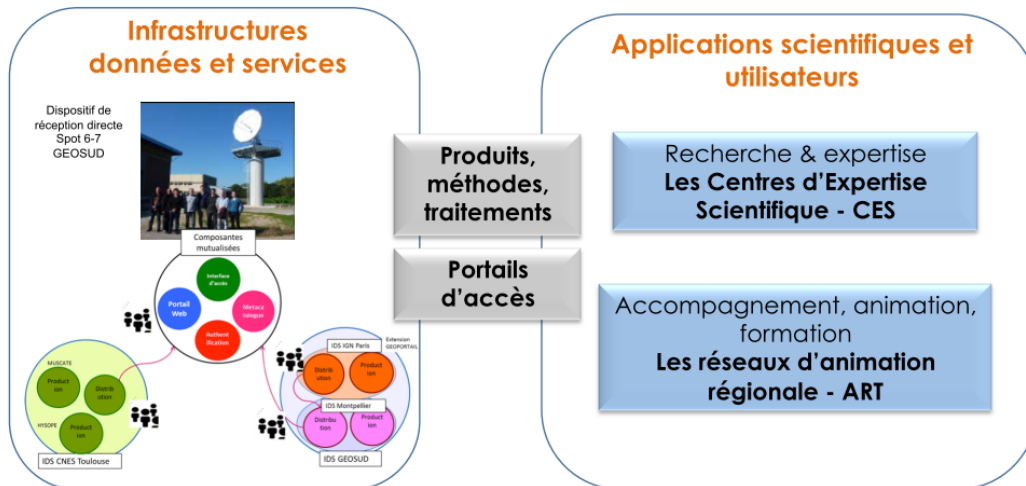 Infrastructures
données et services
Dispositif de
réception directe
Spot 6-7
GEOSUD
Composantes
mutualisées
Interface
d'accès
Portail
Web
Metaca
talogue
Authent
ification
MUSCATE
Product
ion
Distrib
ution
HYSOPE
Product
ion
IDS CNES Toulouse
IDS IGN Paris
Extension
GEOPORTAIL
Distrib
ution
Product
ion
IDS Montpellier
Distribu
tion
Product
ion
IDS GEOSUD
Produits,
méthodes,
traitements
Portails
d'accès
Applications scientifiques et
utilisateurs
Recherche & expertise
Les Centres d'Expertise
Scientifique - CES
Accompagnement, animation,
formation
Les réseaux d'animation
régionale - ART